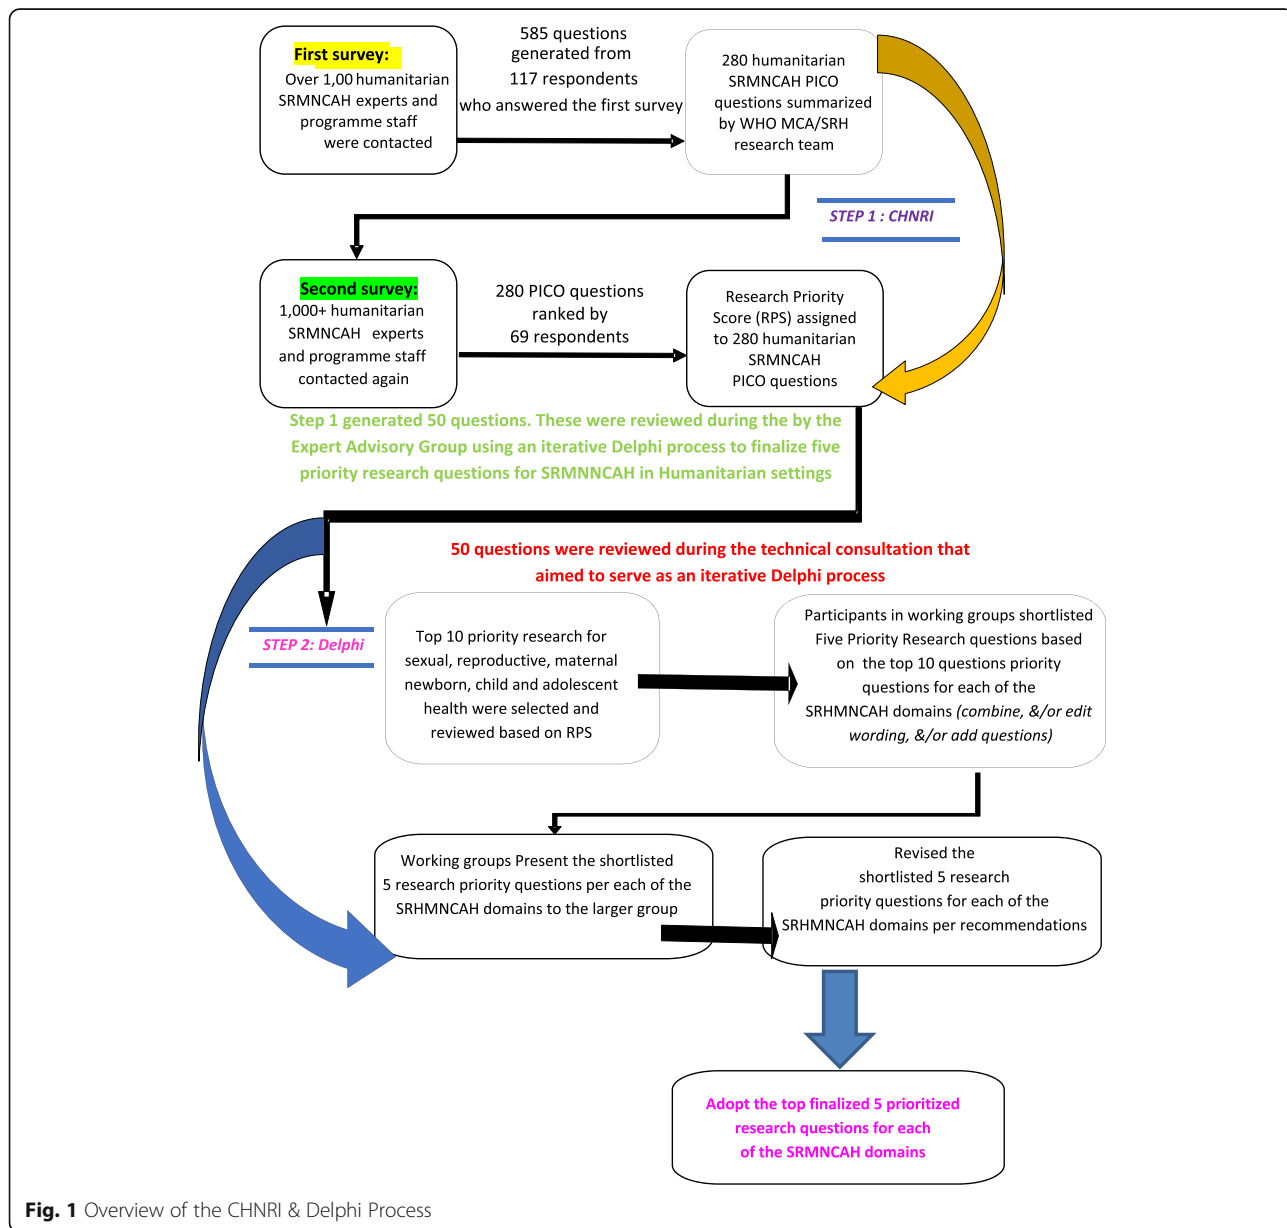 First survey:
Over 1,00 humanitarian
SRMNCAH experts and
programme staff
were contacted
585 questions
generated from
117 respondents
who answered the first survey
280 humanitarian
SRMNCAH PICO
questions summarized
by WHO MCA/SRH
research team
STEP 1 : CHNRI
Second survey:
1,000+ humanitarian
SRMNCAH experts
and programme staff
contacted again
280 PICO questions
ranked by
69 respondents
Research Priority
Score (RPS) assigned
to 280 humanitarian
SRMNCAH
PICO questions
Step 1 generated 50 questions. These were reviewed during the by the
Expert Advisory Group using an iterative Delphi process to finalize five
priority research questions for SRMNNCAH in Humanitarian settings
50 questions were reviewed during the technical consultation that
aimed to serve as an iterative Delphi process
STEP 2: Delphi
Top 10 priority research for
sexual, reproductive, maternal
newborn, child and adolescent
health were selected and
reviewed based on RPS
Participants in working groups shortlisted
Five Priority Research questions based
on the top 10 questions priority
questions for each of the
SRHMNCAH domains (combine, &/or edit
wording, &/or add questions)
Working groups Present the shortlisted
5 research priority questions per each of the
SRHMNCAH domains to the larger group
Revised the
shortlisted 5 research
priority questions for each of the
SRHMNCAH domains per recommendations
Adopt the top finalized 5 prioritized
research questions for each
of the SRMNCAH domains
Fig. 1 Overview of the CHNRI & Delphi Process